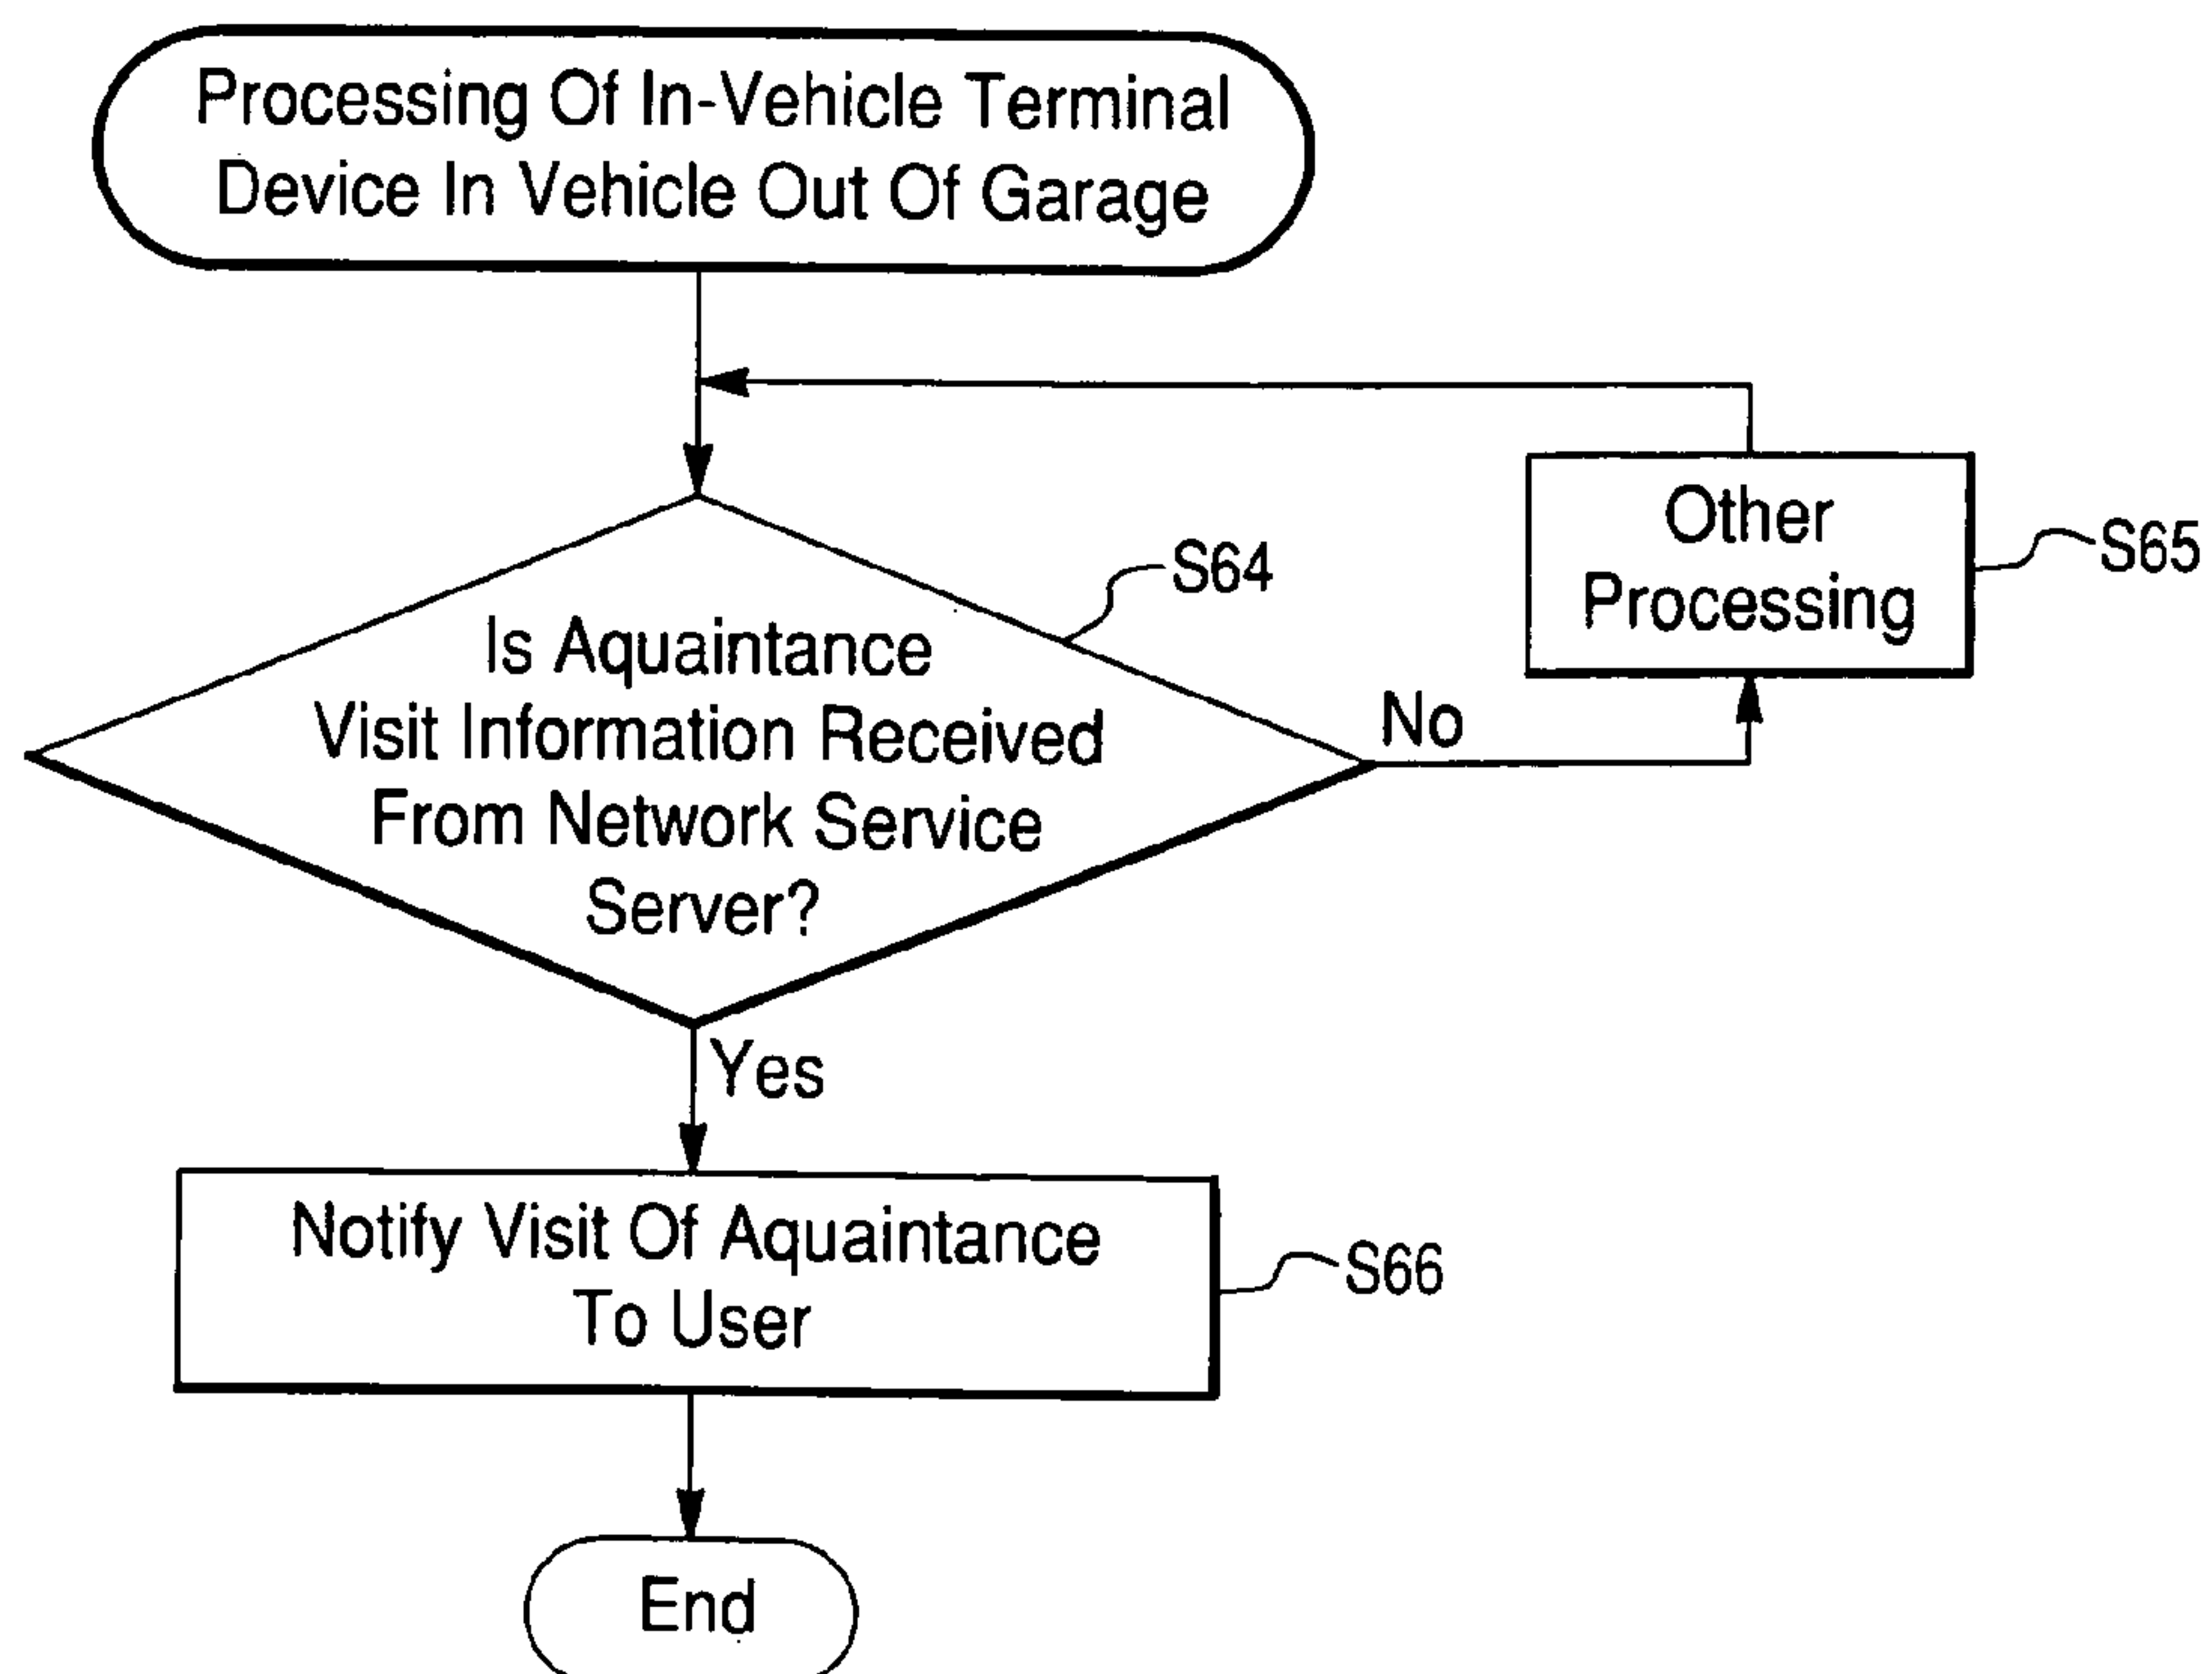 Processing Of In-Vehicle Terminal
Device In Vehicle Out Of Garage
Other
Processing
S65
S64
Is Aquaintance
Visit Information Received
From Network Service
Server?
No
Yes
Notify Visit Of Aquaintance
To User
S66
End